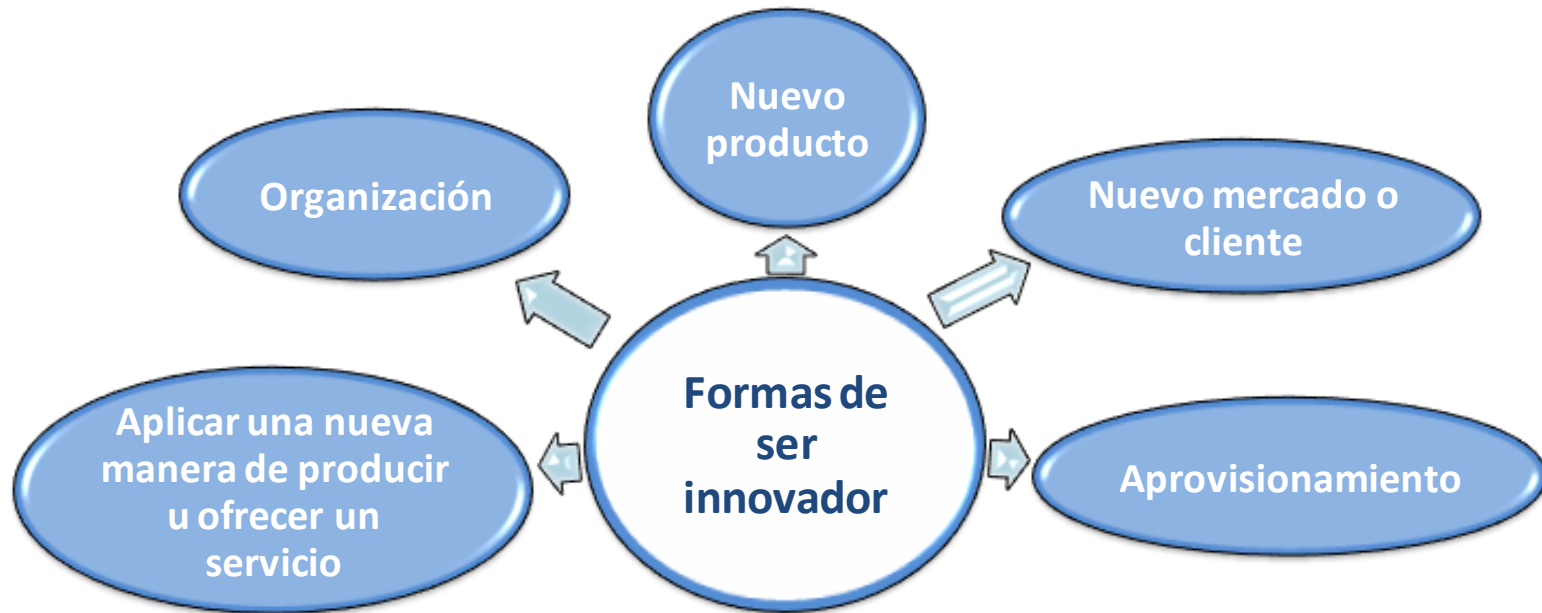 Nuevo
producto
Organización
Nuevo mercado o
cliente
Formas de
ser
innovador
Aplicar una nueva
manera de producir
u ofrecer un
servicio
Aprovisionamiento